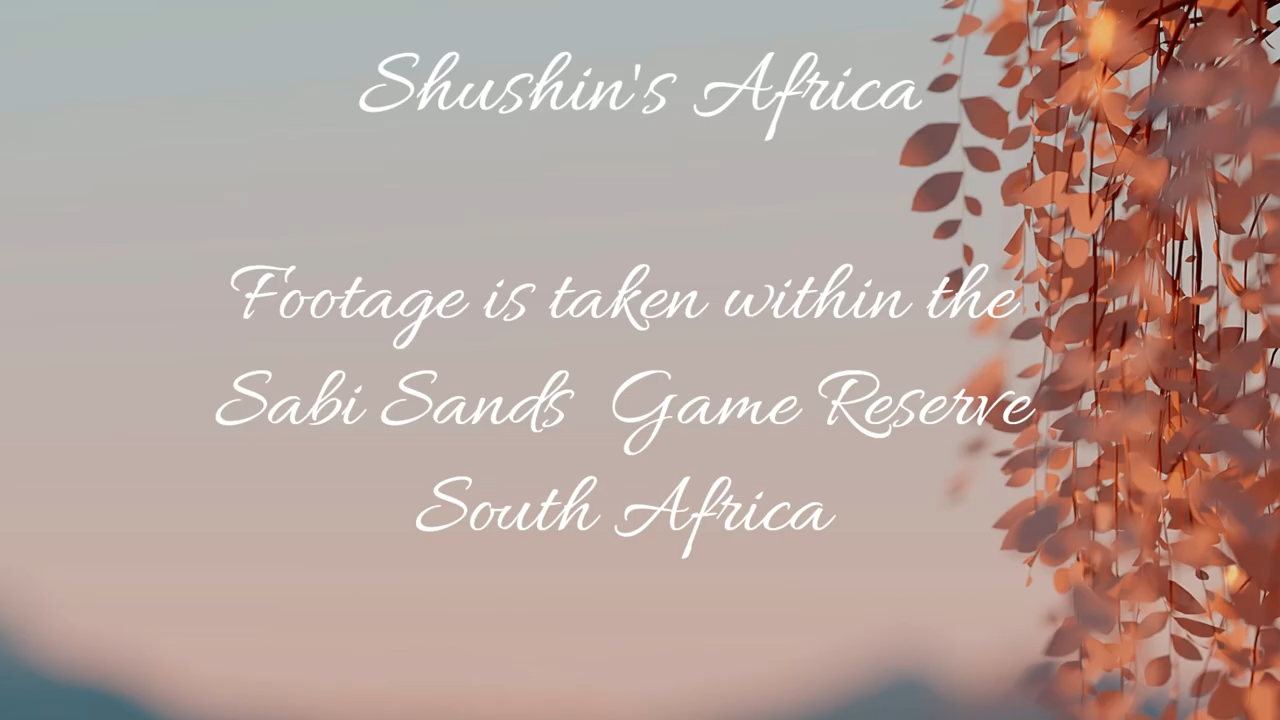 Shushin's Africa
Footage is taken within the
Sabi Sands Game Reserve
South Africa